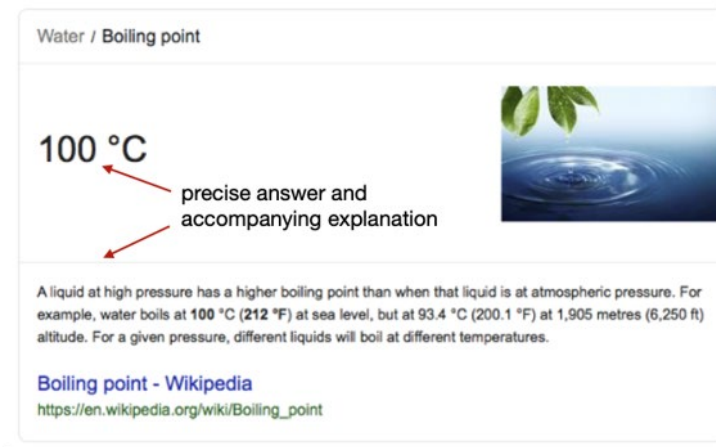 Water / Boiling point
100 °C
precise answer and
accompanying explanation
A liquid at high pressure has a higher boiling point than when that liquid is at atmospheric pressure. For
example, water boils at 100 °C (212 °F) at sea level, but at 93.4 °C (200.1 °F) at 1,905 metres (6,250 ft)
altitude. For a given pressure, different liquids will boil at different temperatures.
Boiling point - Wikipedia
https://en.wikipedia.org/wiki/Boiling_point